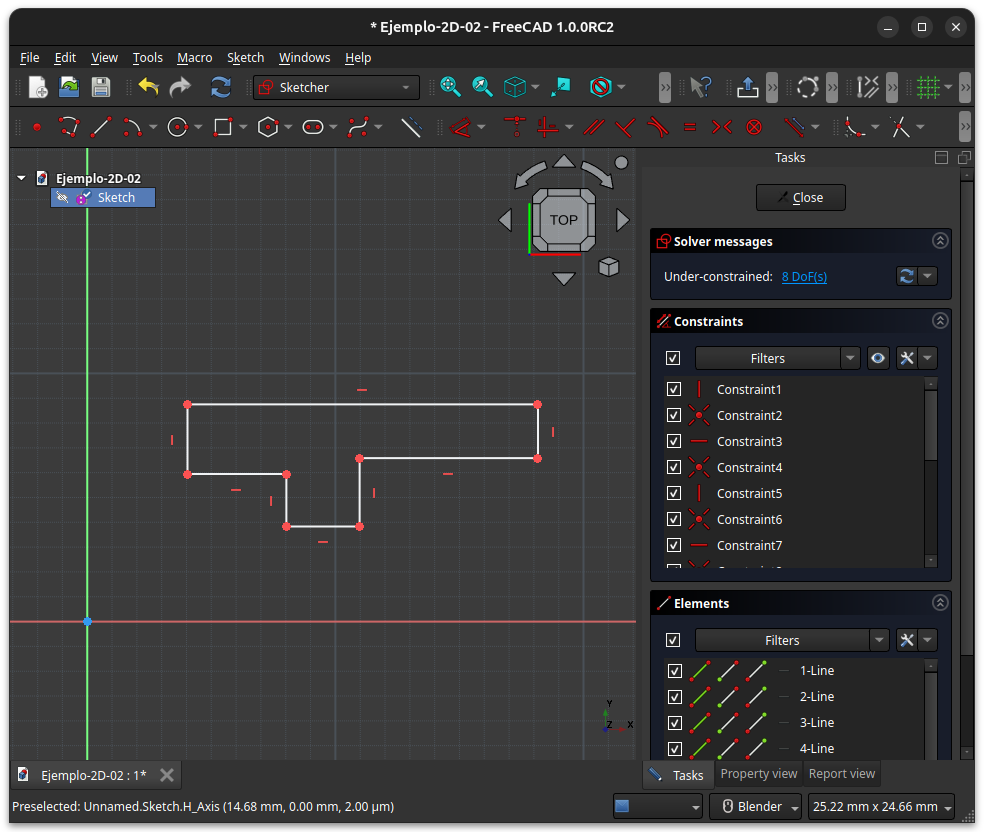 * Ejemplo-2D-02 - FreeCAD 1.0.0RC2
File Edit View Tools Macro Sketch Windows Help
Sketcher
Tasks
Ejemplo-2D-02
Sketch
TOP
Close
Solver messages
Under-constrained: 8 DoF(s)
Constraints
Filters
Constraint1
Constraint2
Constraint3
Constraint4
Constraint5
Constraint6
Constraint7
Elements
Filters
1-Line
2-Line
3-Line
4-Line
Y
Z X
Ejemplo-2D-02 : 1*
Tasks Property view Report view
Preselected: Unnamed.Sketch.H_Axis (14.68 mm, 0.00 mm, 2.00 μm)
Blender
25.22 mm x 24.66 mm